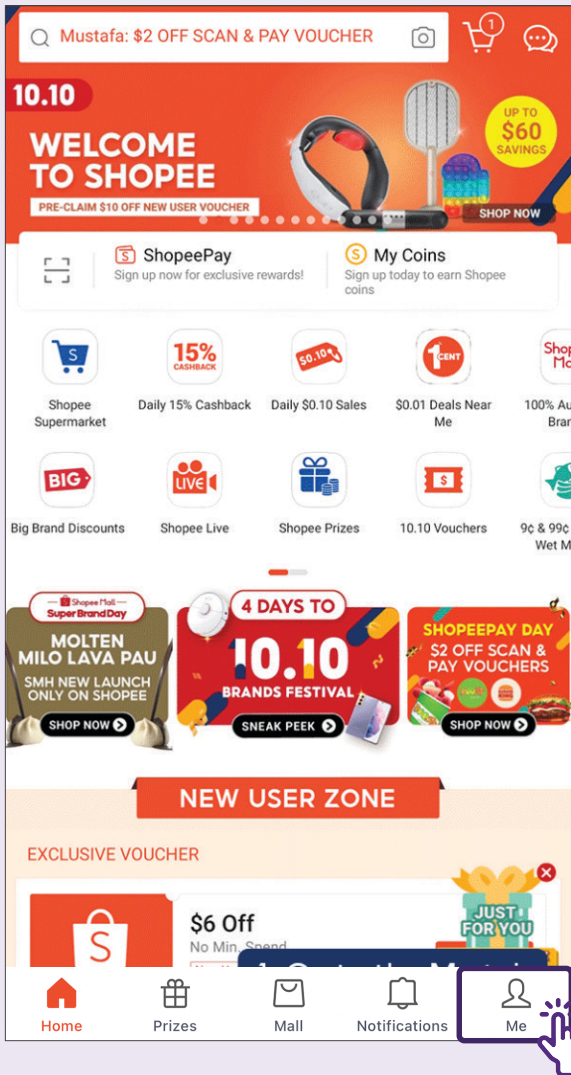 Mustafa: $2 OFF SCAN & PAY VOUCHER
1
10.10
WELCOME
TO SHOPEE
PRE-CLAIM $10 OFF NEW USER VOUCHER
UP TO
$60
SAVINGS
SHOP NOW
ShopeePay
Sign up now for exclusive rewards!
My Coins
Sign up today to earn Shopee
coins
15%
CASHBACK
$0.10
1 CENT
Shopee
Supermarket
Daily 15% Cashback
Daily $0.10 Sales
$0.01 Deals Near
Me
100%
BIG
LIVE
$
Big Brand Discounts
Shopee Live
Shopee Prizes
10.10 Vouchers
9¢ & 99¢
Wet
Shopee Mall
Super Brand Day
MOLTEN
MILO LAVA PAU
SMH NEW LAUNCH
ONLY ON SHOPEE
SHOP NOW
4 DAYS TO
10.10
BRANDS FESTIVAL
SNEAK PEEK
SHOPEEPAY DAY
$2 OFF SCAN &
PAY VOUCHERS
SHOP NOW
NEW USER ZONE
EXCLUSIVE VOUCHER
$6 Off
No Min. Spend
JUST
FOR YOU
Home
Prizes
Mall
Notifications
Me